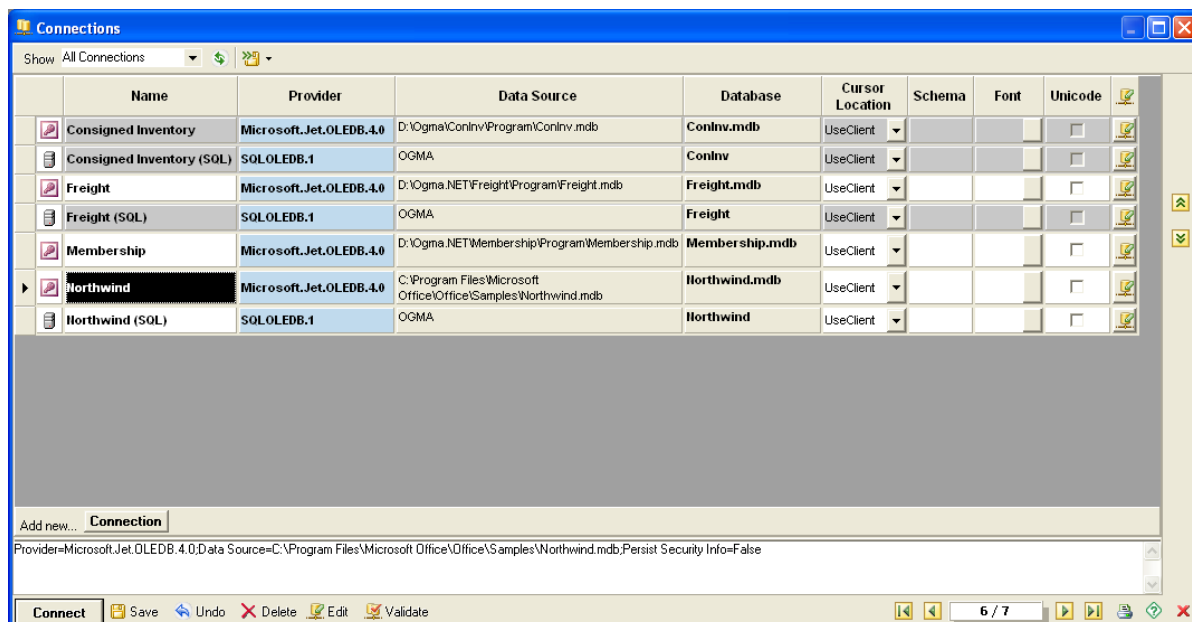 Connections
Show All Connections
Name Provider Data Source Database Cursor Location Schema Font Unicode
Consigned Inventory Microsoft.Jet.OLEDB.4.0 D:\Ogma\ConInv\Program\ConInv.mdb ConInv.mdb UseClient
Consigned Inventory (SQL) SQLOLEDB.1 OGMA ConInv UseClient
Freight Microsoft.Jet.OLEDB.4.0 D:\Ogma.NET\Freight\Program\Freight.mdb Freight.mdb UseClient
Freight (SQL) SQLOLEDB.1 OGMA Freight UseClient
Membership Microsoft.Jet.OLEDB.4.0 D:\Ogma.NET\Membership\Program\Membership.mdb Membership.mdb UseClient
Northwind Microsoft.Jet.OLEDB.4.0 C:\Program Files\Microsoft Office\Office\Samples\Northwind.mdb Northwind.mdb UseClient
Northwind (SQL) SQLOLEDB.1 OGMA Northwind UseClient
Add new... Connection
Provider=Microsoft.Jet.OLEDB.4.0;Data Source=C:\Program Files\Microsoft Office\Office\Samples\Northwind.mdb;Persist Security Info=False
Connect Save Undo Delete Edit Validate 6 / 7